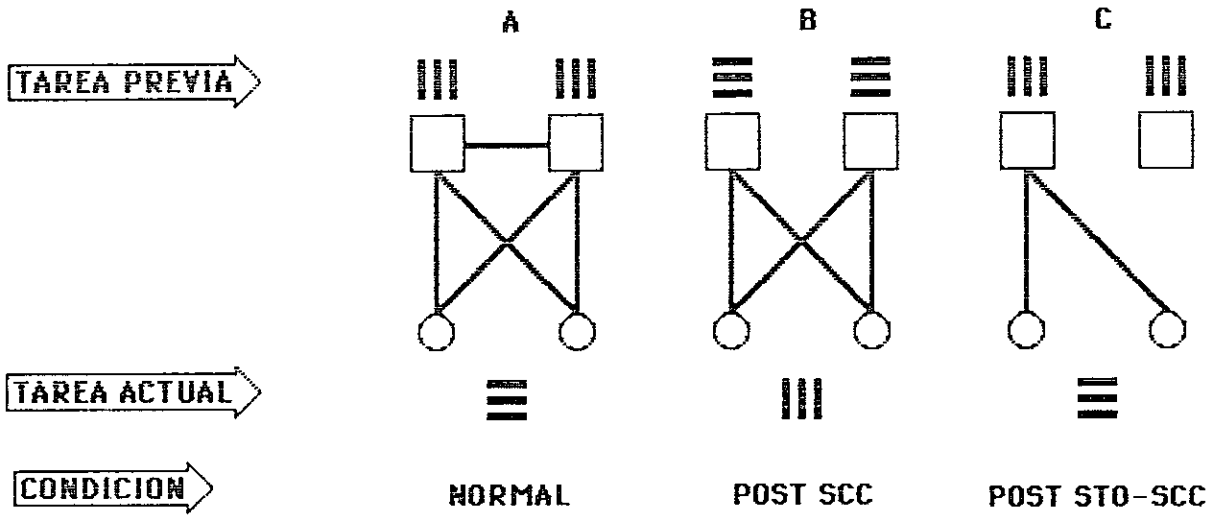 A B C
TAREA PREVIA
TAREA ACTUAL
CONDICION NORMAL POST SCC POST STO-SCC